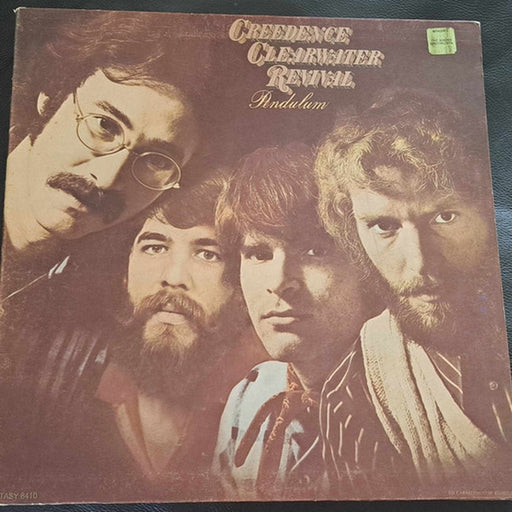 CREEDENCE
CLEARWATER
REVIVAL
Pendulum
TASY 8410